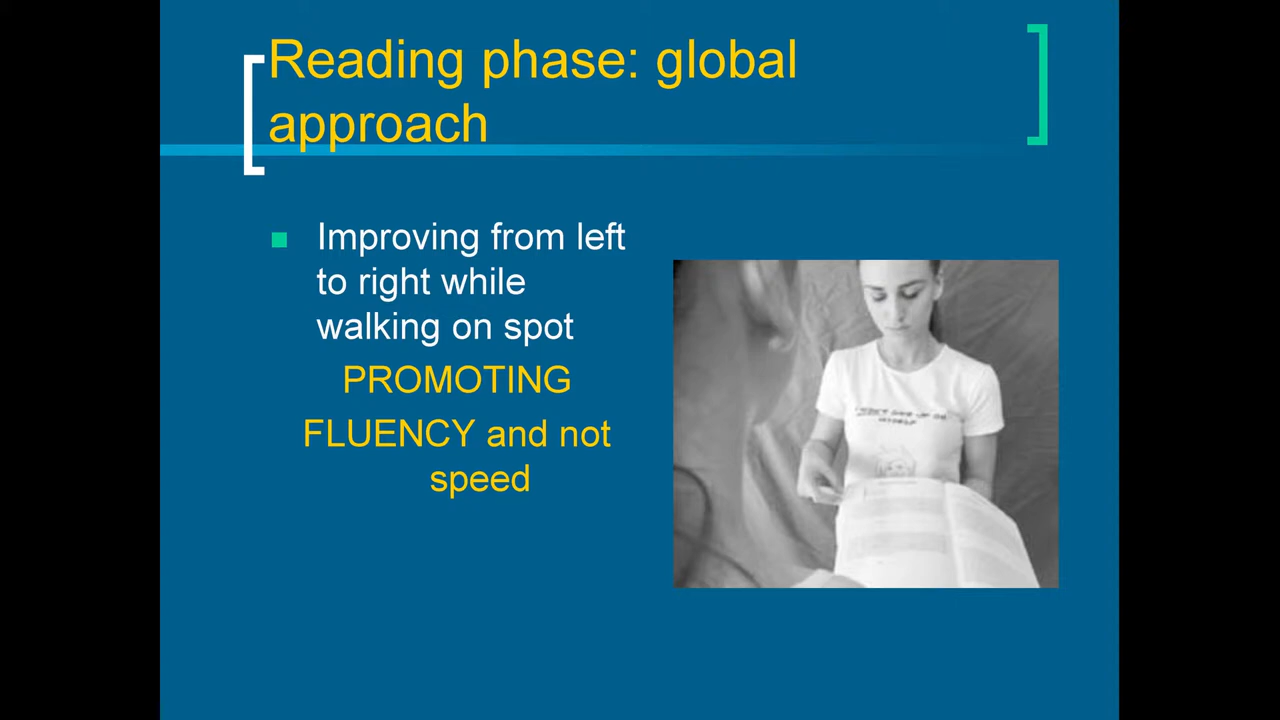 Reading phase: global
approach
Improving from left
to right while
walking on spot
PROMOTING
FLUENCY and not
speed